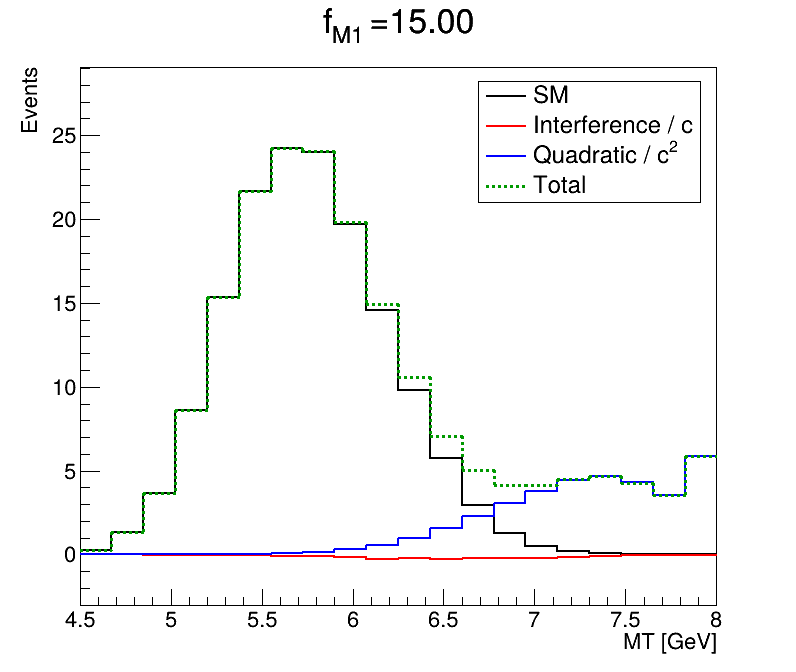 f_M1 =15.00
Events
SM
Interference / c
Quadratic / c²
Total
25
20
15
10
5
0
4.5 5 5.5 6 6.5 7 7.5 8
MT [GeV]